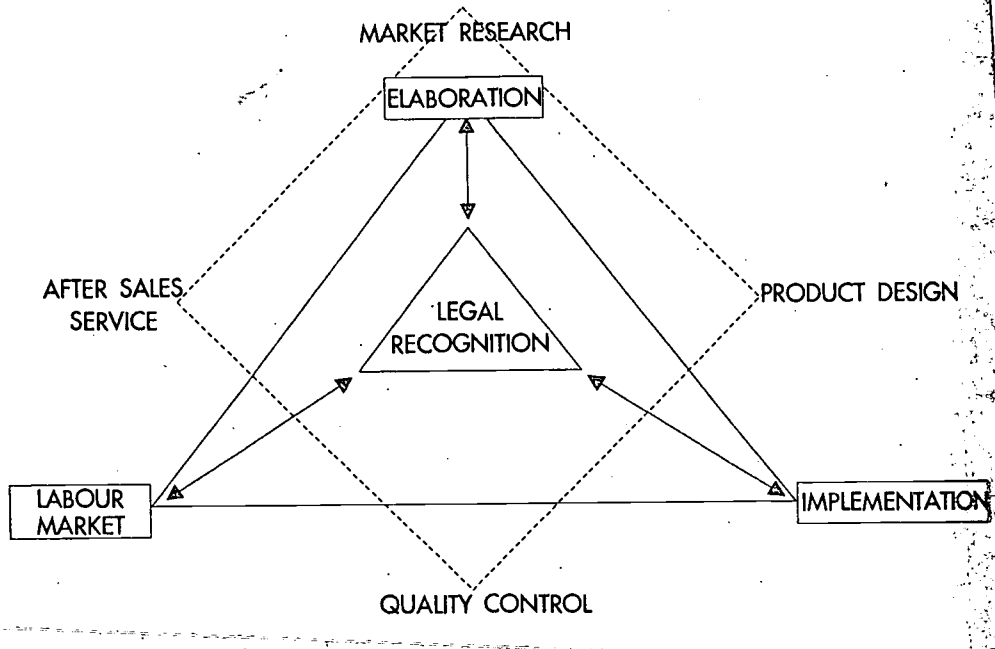 MARKET RESEARCH
ELABORATION
AFTER SALES
SERVICE
PRODUCT DESIGN
LEGAL
RECOGNITION
LABOUR
MARKET
IMPLEMENTATION
QUALITY CONTROL